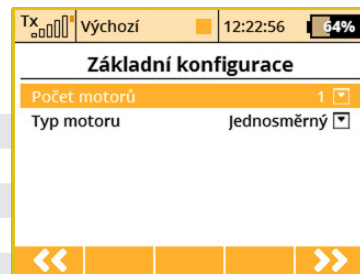 Tx Výchozí 12:22:56 64%
Základní konfigurace
Počet motorů 1
Typ motoru Jednosměrný